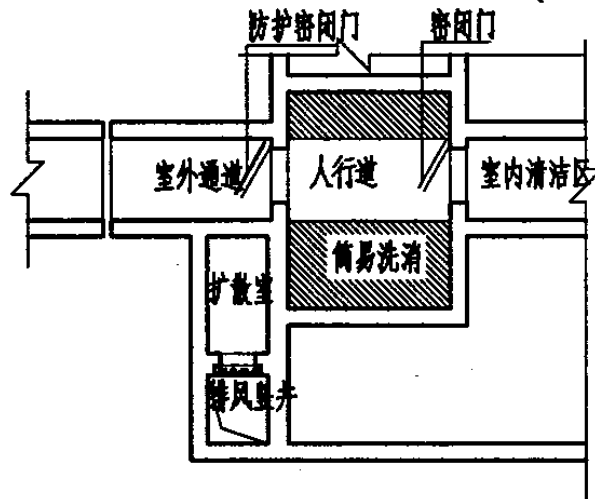 防护密闭门
密闭门
室外通道
人行道
室内清洁区
简易洗消
扩散室
排风竖井